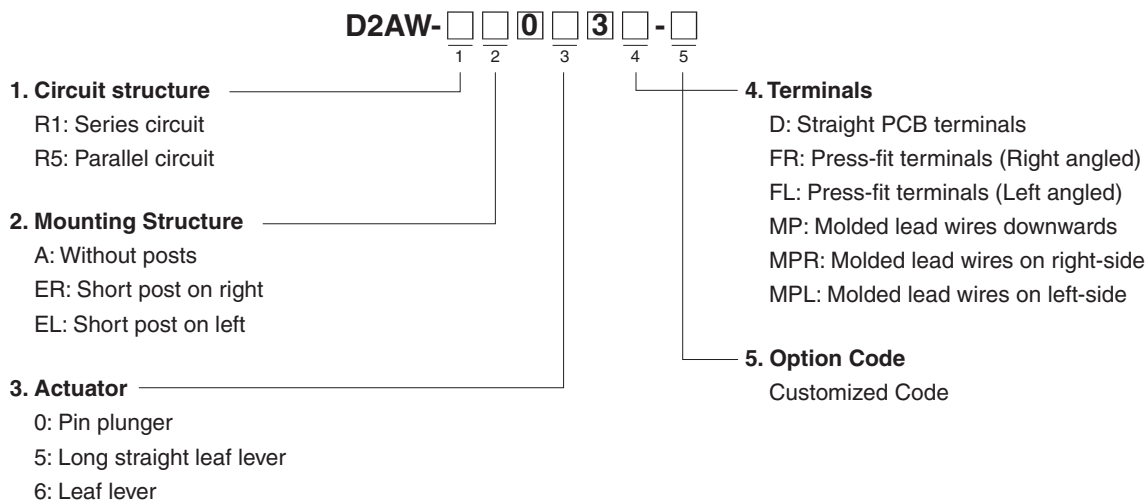 D2AW-□□0□3□-□
1 2 3 4 5
1. Circuit structure
R1: Series circuit
R5: Parallel circuit
2. Mounting Structure
A: Without posts
ER: Short post on right
EL: Short post on left
3. Actuator
0: Pin plunger
5: Long straight leaf lever
6: Leaf lever
4. Terminals
D: Straight PCB terminals
FR: Press-fit terminals (Right angled)
FL: Press-fit terminals (Left angled)
MP: Molded lead wires downwards
MPR: Molded lead wires on right-side
MPL: Molded lead wires on left-side
5. Option Code
Customized Code